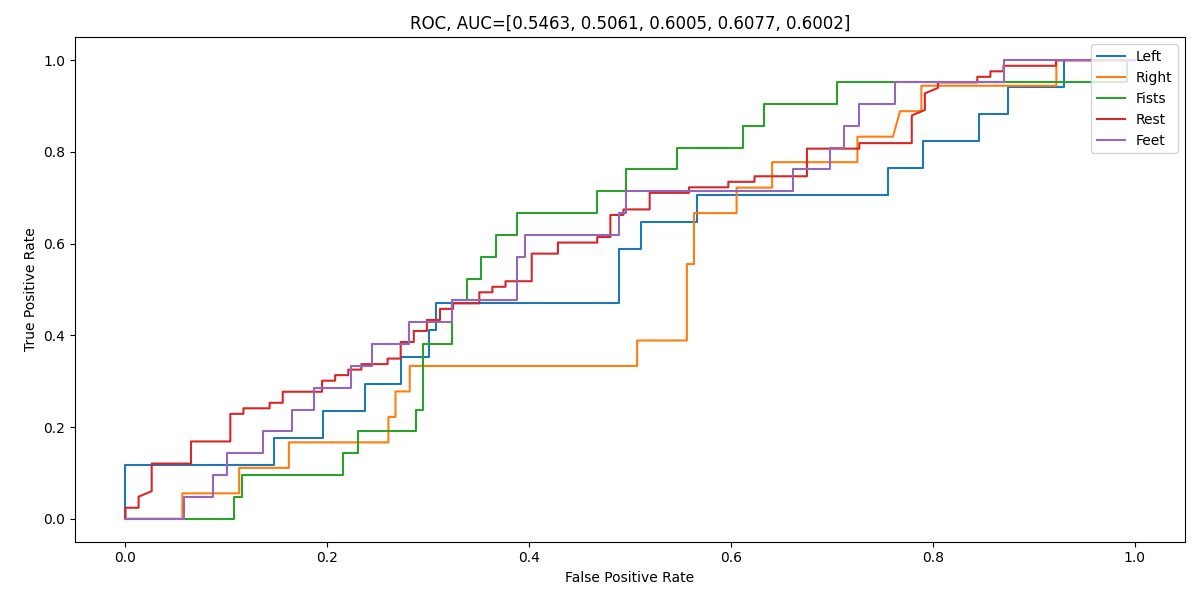 ROC, AUC=[0.5463, 0.5061, 0.6005, 0.6077, 0.6002]
1.0
0.8
0.6
0.4
0.2
0.0
True Positive Rate
Left
Right
Fists
Rest
Feet
0.0 0.2 0.4 0.6 0.8 1.0
False Positive Rate